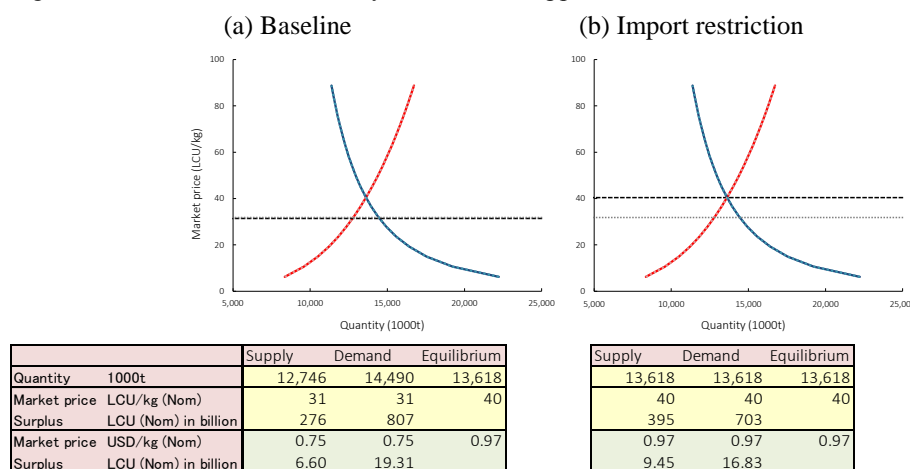 (a) Baseline
(b) Import restriction
100
80
60
40
20
0
Market price (LCU/kg)
5,000 10,000 15,000 20,000 25,000
Quantity (1000t)
100
80
60
40
20
0
5,000 10,000 15,000 20,000 25,000
Quantity (1000t)
Supply Demand Equilibrium
Quantity 1000t 12,746 14,490 13,618
Market price LCU/kg (Nom) 31 31 40
Surplus LCU (Nom) in billion 276 807
Market price USD/kg (Nom) 0.75 0.75 0.97
Surplus LCU (Nom) in billion 6.60 19.31
Supply Demand Equilibrium
13,618 13,618 13,618
40 40 40
395 703
0.97 0.97 0.97
9.45 16.83